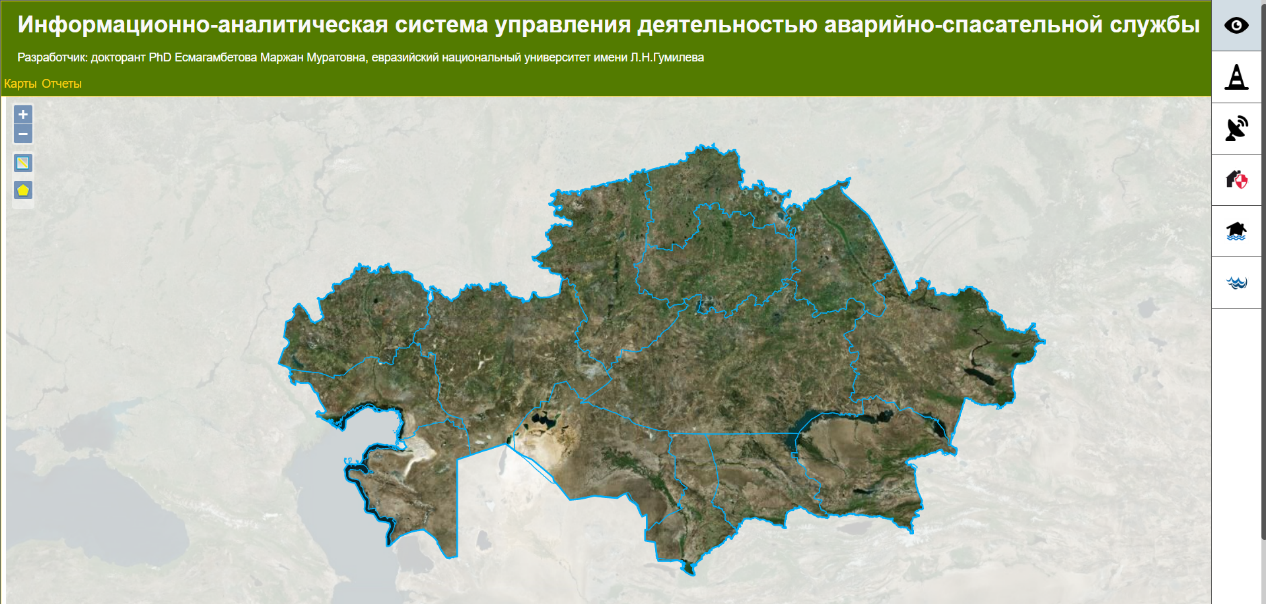 Информационно-аналитическая система управления деятельностью аварийно-спасательной службы
Разработчик: докторант PhD Есмагамбетова Маржан Муратовна, евразийский национальный университет имени Л.Н.Гумилева
Карты Отчеты
+
−